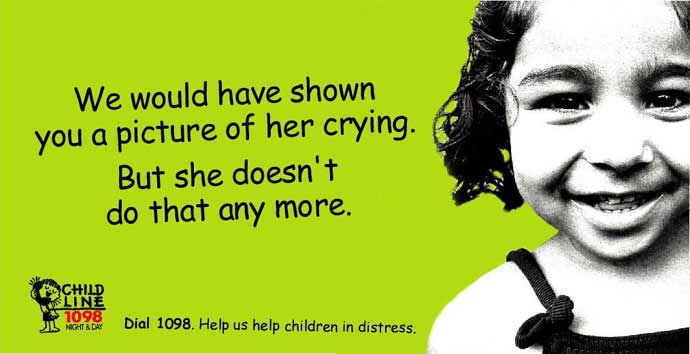 We would have shown
you a picture of her crying.
But she doesn't
do that any more.
CHILD
LINE
1098
NIGHT & DAY
Dial 1098. Help us help children in distress.